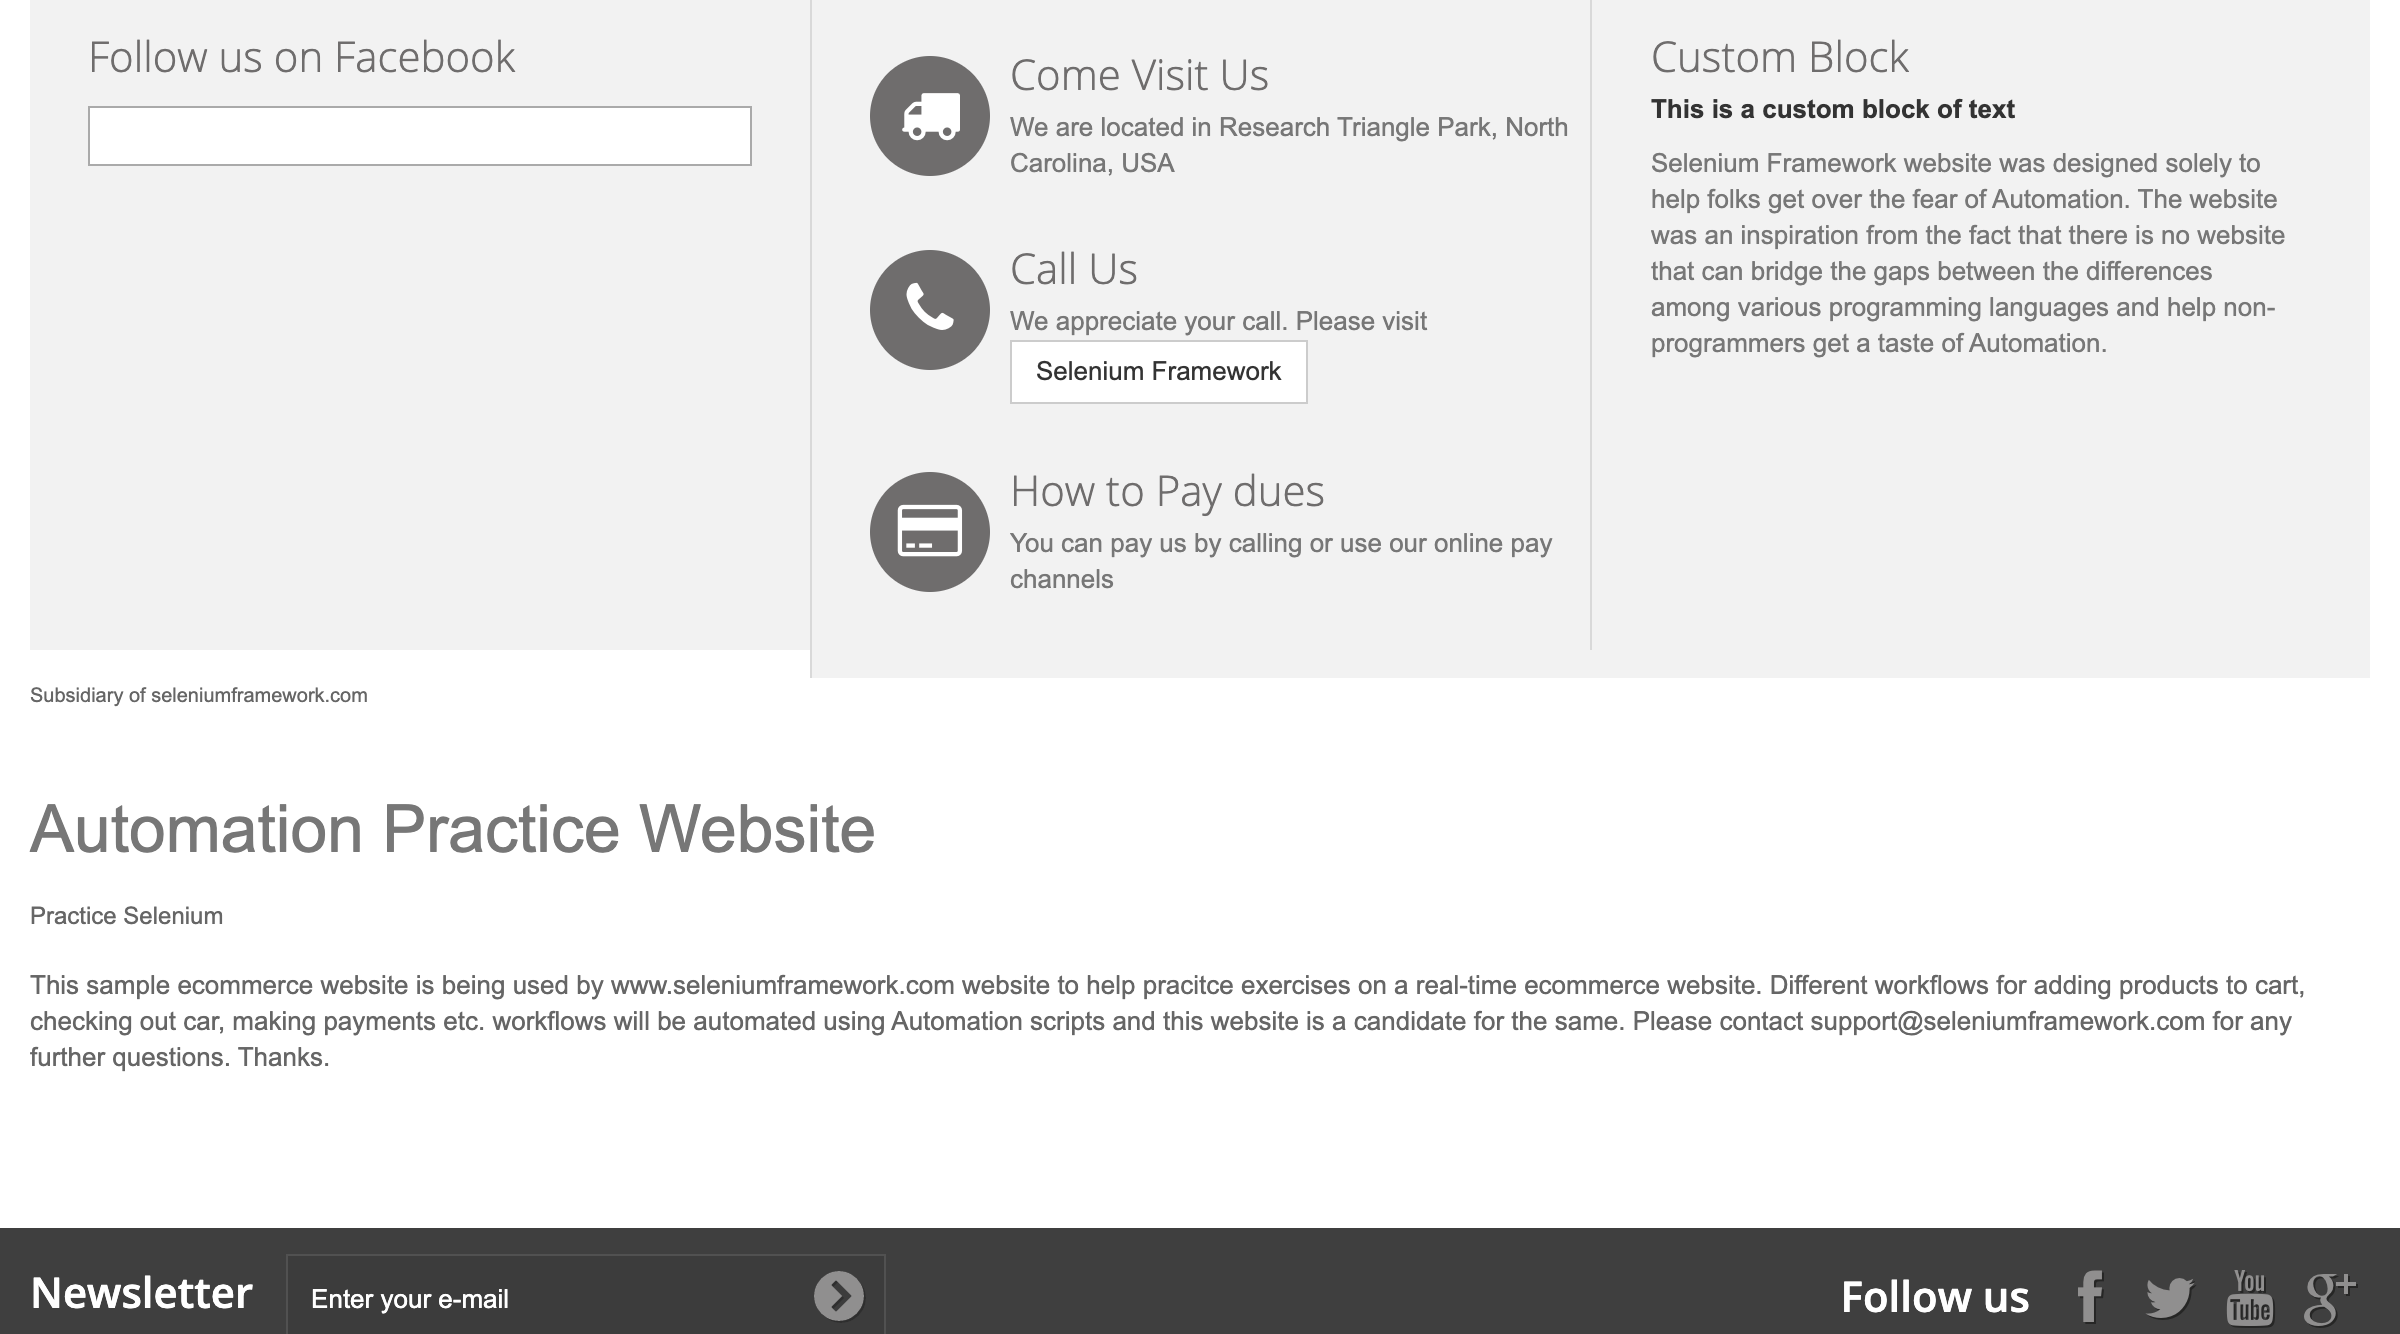 Follow us on Facebook
Come Visit Us
We are located in Research Triangle Park, North
Carolina, USA
Call Us
We appreciate your call. Please visit
Selenium Framework
How to Pay dues
You can pay us by calling or use our online pay
channels
Custom Block
This is a custom block of text
Selenium Framework website was designed solely to
help folks get over the fear of Automation. The website
was an inspiration from the fact that there is no website
that can bridge the gaps between the differences
among various programming languages and help non-
programmers get a taste of Automation.
Subsidiary of seleniumframework.com
Automation Practice Website
Practice Selenium
This sample ecommerce website is being used by www.seleniumframework.com website to help pracitce exercises on a real-time ecommerce website. Different workflows for adding products to cart,
checking out car, making payments etc. workflows will be automated using Automation scripts and this website is a candidate for the same. Please contact support@seleniumframework.com for any
further questions. Thanks.
Newsletter
Enter your e-mail
Follow us
You
Tube
g+